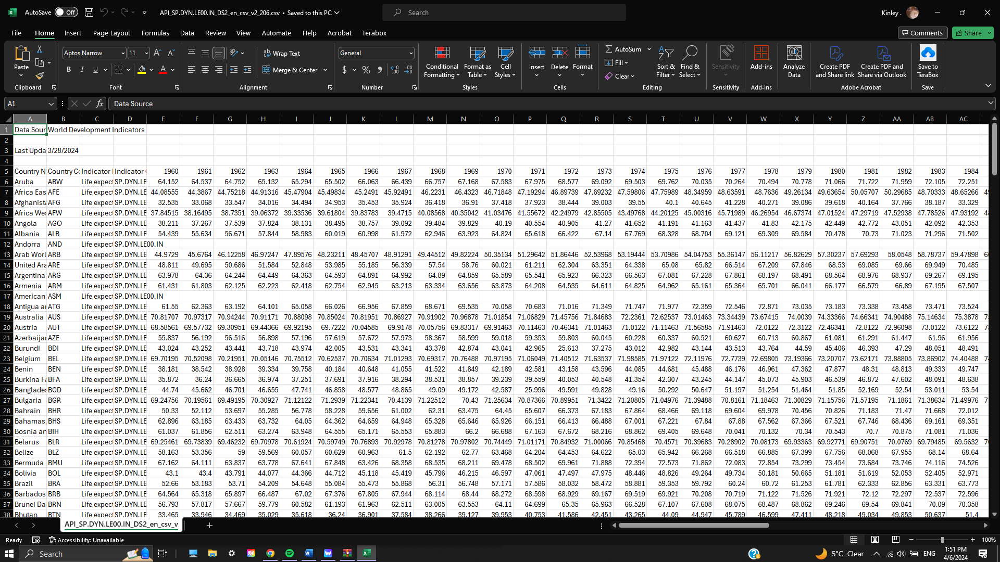 AutoSave Off API_SP.DYN.LE00.IN_DS2_en_csv_v2_206.csv • Saved to this PC Search Kinley .
File Home Insert Page Layout Formulas Data Review View Automate Help Acrobat Terabox Comments Share
Paste Aptos Narrow 11 Wrap Text General Conditional Formatting Format as Table Cell Styles Insert Delete Format AutoSum Sort & Filter Find & Select Sensitivity Add-ins Analyze Data Create PDF and Share link Create PDF and Share via Outlook Save to TeraBox
B I U A Merge & Center $ % Fill Clear
Clipboard Font Alignment Number Styles Cells Editing Sensitivity Add-ins Adobe Acrobat Save
A1 fx Data Source
A B C D E F G H I J K L M N O P Q R S T U V W X Y Z AA AB AC
1 Data Sour World Development Indicators
2
3 Last Upda 3/28/2024
4
5 Country N Country Co Indicator Indicator 1960 1961 1962 1963 1964 1965 1966 1967 1968 1969 1970 1971 1972 1973 1974 1975 1976 1977 1978 1979 1980 1981 1982 1983 1984
6 Aruba ABW Life expect SP.DYN.LE 64.152 64.537 64.752 65.132 65.294 65.502 66.063 66.439 66.757 67.168 67.583 67.975 68.577 69.092 69.503 69.762 70.035 70.264 70.494 70.778 71.066 71.722 71.959 72.105 72.251
7 Africa Eas AFE Life expect SP.DYN.LE 44.08555 44.3867 44.75218 44.91316 45.47904 45.49834 45.2491 45.92491 46.2231 46.4323 46.71848 47.19294 46.89739 47.69232 47.59806 47.75989 48.34959 48.63591 48.7636 49.26134 49.63654 50.05707 50.29685 48.70333 48.65266
8 Afghanista AFG Life expect SP.DYN.LE 32.535 33.068 33.547 34.016 34.494 34.953 35.453 35.924 36.418 36.91 37.418 37.923 38.444 39.003 39.55 40.1 40.645 41.228 40.271 39.086 39.618 40.164 37.766 38.187 33.329
9 Africa Wes AFW Life expect SP.DYN.LE 37.84515 38.16495 38.7351 39.06372 39.33536 39.61804 39.83783 39.4715 40.08568 40.35042 41.03476 41.55672 42.24979 42.85505 43.49768 44.20125 45.00316 45.71989 46.26954 46.67374 47.01524 47.29719 47.52938 47.78526 47.93192
10 Angola AGO Life expect SP.DYN.LE 38.211 37.267 37.539 37.824 38.131 38.495 38.757 39.092 39.484 39.829 40.19 40.554 40.905 41.27 41.652 41.191 41.163 41.437 41.83 42.175 42.449 42.772 43.051 42.092 42.353
11 Albania ALB Life expect SP.DYN.LE 54.439 55.634 56.671 57.844 58.983 60.019 60.998 61.972 62.946 63.923 64.824 65.618 66.422 67.14 67.769 68.328 68.704 69.121 69.309 69.584 70.478 70.73 71.023 71.296 71.502
12 Andorra AND Life expect SP.DYN.LE00.IN
13 Arab Worl ARB Life expect SP.DYN.LE 44.9729 45.6764 46.12258 46.97247 47.89576 48.23211 48.45707 48.91291 49.44512 49.82224 50.35134 51.29642 51.86446 52.53968 53.19444 53.70986 54.04753 55.36147 56.11217 56.82629 57.30237 57.69293 58.0548 58.78737 59.47898
14 United Ara ARE Life expect SP.DYN.LE 48.811 49.695 50.686 51.584 52.848 53.985 55.185 56.339 57.54 58.76 60.021 61.211 62.304 63.351 64.338 65.08 65.82 66.514 67.209 67.846 68.53 69.085 69.66 69.949 70.485
15 Argentina ARG Life expect SP.DYN.LE 63.978 64.36 64.244 64.449 64.363 64.593 64.891 64.992 64.89 64.859 65.589 65.541 65.923 66.323 66.563 67.081 67.228 67.861 68.197 68.491 68.564 68.976 68.937 69.267 69.195
16 Armenia ARM Life expect SP.DYN.LE 61.431 61.803 62.125 62.223 62.418 62.754 62.945 63.213 63.334 63.656 63.873 64.208 64.535 64.611 64.825 64.962 65.161 65.364 65.701 66.041 66.177 66.579 66.89 67.195 67.507
17 American ASM Life expect SP.DYN.LE00.IN
18 Antigua ar ATG Life expect SP.DYN.LE 61.55 62.363 63.192 64.101 65.058 66.026 66.956 67.859 68.671 69.535 70.058 70.683 71.016 71.349 71.747 71.977 72.359 72.546 72.871 73.035 73.183 73.338 73.458 73.471 73.524
19 Australia AUS Life expect SP.DYN.LE 70.81707 70.97317 70.94244 70.91171 70.88098 70.85024 70.81951 70.86927 70.91902 70.96878 71.01854 71.06829 71.45756 71.84683 72.2361 72.62537 73.01463 73.34439 73.67415 74.0039 74.33366 74.66341 74.90488 75.14634 75.3878
20 Austria AUT Life expect SP.DYN.LE 68.58561 69.57732 69.30951 69.44366 69.92195 69.7222 70.04585 69.9178 70.05756 69.83317 69.91463 70.11463 70.46341 71.01463 71.0122 71.11463 71.56585 71.91463 72.0122 72.3122 72.46341 72.8122 72.96098 73.0122 73.6122
21 Azerbaijan AZE Life expect SP.DYN.LE 55.837 56.192 56.516 56.898 57.196 57.619 57.672 57.973 58.367 58.599 59.018 59.353 59.803 60.045 60.228 60.337 60.521 60.627 60.713 60.867 61.081 61.291 61.447 61.96 61.956
22 Burundi BDI Life expect SP.DYN.LE 43.024 43.252 43.441 43.718 43.974 42.005 43.531 43.341 43.378 42.874 43.041 42.965 25.613 37.275 43.012 42.982 43.144 43.513 43.764 44.59 45.406 46.393 47.29 48.051 48.491
23 Belgium BEL Life expect SP.DYN.LE 69.70195 70.52098 70.21951 70.05146 70.75512 70.62537 70.70634 71.01293 70.69317 70.76488 70.97195 71.06049 71.40512 71.63537 71.98585 71.97122 72.11976 72.7739 72.69805 73.19366 73.20707 73.62171 73.88805 73.86902 74.40488
24 Benin BEN Life expect SP.DYN.LE 38.181 38.542 38.928 39.334 39.758 40.184 40.648 41.055 41.522 41.849 42.189 42.581 43.158 43.596 44.085 44.681 45.488 46.176 46.961 47.362 47.877 48.31 48.813 49.333 49.747
25 Burkina Fa BFA Life expect SP.DYN.LE 35.872 36.24 36.665 36.974 37.251 37.691 37.916 38.294 38.531 38.857 39.239 39.559 40.053 40.548 41.354 42.307 43.245 44.147 45.073 45.903 46.539 46.872 47.602 48.091 48.638
26 Banglades BGD Life expect SP.DYN.LE 44.74 45.662 46.701 46.655 47.741 46.858 48.577 48.865 49.09 49.172 42.587 25.996 49.591 49.828 49.16 50.292 50.647 51.197 51.254 51.464 51.85 52.169 52.54 53.011 53.54
27 Bulgaria BGR Life expect SP.DYN.LE 69.24756 70.19561 69.49195 70.30927 71.12122 71.2939 71.22341 70.4139 71.22512 70.43 71.25634 70.87366 70.89951 71.3422 71.20805 71.04976 71.39488 70.8161 71.18463 71.30829 71.15756 71.57195 71.1861 71.38634 71.49976
28 Bahrain BHR Life expect SP.DYN.LE 50.33 52.112 53.697 55.285 56.778 58.228 59.656 61.002 62.31 63.475 64.45 65.607 66.373 67.183 67.864 68.466 69.118 69.604 69.978 70.456 70.826 71.183 71.47 71.668 72.012
29 Bahamas, BHS Life expect SP.DYN.LE 62.896 63.185 63.433 63.732 64.05 64.362 64.659 64.948 65.328 65.646 65.926 66.151 66.413 66.488 67.001 67.221 67.84 67.88 67.562 67.366 67.521 67.746 68.436 69.161 69.351
30 Bosnia an BIH Life expect SP.DYN.LE 61.037 61.856 62.511 63.274 63.948 64.555 65.171 65.553 65.883 66.2 66.688 67.163 67.672 68.216 68.862 69.405 69.648 70.041 70.132 70.34 70.543 70.7 70.875 71.081 71.036
31 Belarus BLR Life expect SP.DYN.LE 69.25461 69.73839 69.46232 69.70978 70.61924 70.59749 70.76893 70.92978 70.81278 70.97802 70.74449 71.01171 70.84932 71.00066 70.85468 70.4571 70.39683 70.28902 70.08173 69.93363 69.92771 69.90751 70.0769 69.79485 69.5632
32 Belize BLZ Life expect SP.DYN.LE 58.163 53.356 59 59.569 60.057 60.629 60.963 61.5 62.192 62.77 63.468 64.204 64.453 64.622 65.03 65.942 66.268 66.518 66.885 67.399 67.756 68.068 67.955 68.14 68.64
33 Bermuda BMU Life expect SP.DYN.LE 67.162 64.111 63.837 63.778 67.641 67.848 63.426 68.358 68.535 68.211 69.478 68.502 69.961 71.888 72.394 72.573 71.862 72.083 72.854 73.299 73.454 73.684 73.746 74.116 74.526
34 Bolivia BOL Life expect SP.DYN.LE 43.1 43.4 43.791 44.077 44.366 44.712 45.118 45.419 45.796 46.215 46.597 47.061 47.497 47.975 48.446 48.826 49.264 49.734 50.181 50.665 51.181 51.619 52.053 52.405 52.971
35 Brazil BRA Life expect SP.DYN.LE 52.66 53.183 53.71 54.209 54.648 55.084 55.473 55.868 56.31 56.748 57.171 57.586 58.032 58.472 58.881 59.353 59.792 60.24 60.72 61.253 61.781 62.333 62.856 63.331 63.773
36 Barbados BRB Life expect SP.DYN.LE 64.564 65.318 65.897 66.487 67.02 67.376 67.805 67.944 68.114 68.44 68.272 68.598 68.929 69.167 69.519 69.921 70.208 70.719 71.122 71.526 71.921 72.12 72.297 72.537 72.596
37 Brunei Da BRN Life expect SP.DYN.LE 56.793 57.817 57.667 59.779 60.582 61.193 61.963 62.511 63.005 63.553 64.11 64.699 65.35 65.963 66.528 67.107 67.608 68.075 68.487 68.862 69.246 69.54 69.841 70.09 70.358
38 Bhutan BTN Life expect SP.DYN.LE 33.465 33.946 34.469 35.029 35.618 36.24 36.901 37.584 38.266 39.127 39.953 40.753 41.586 42.451 43.265 44.09 44.947 45.789 46.599 47.411 48.218 49.034 49.853 50.637 51.4
API_SP.DYN.LE00.IN_DS2_en_csv_v
Ready Accessibility: Unavailable 100%
Search 5°C Clear ENG 1:51 PM
4/6/2024